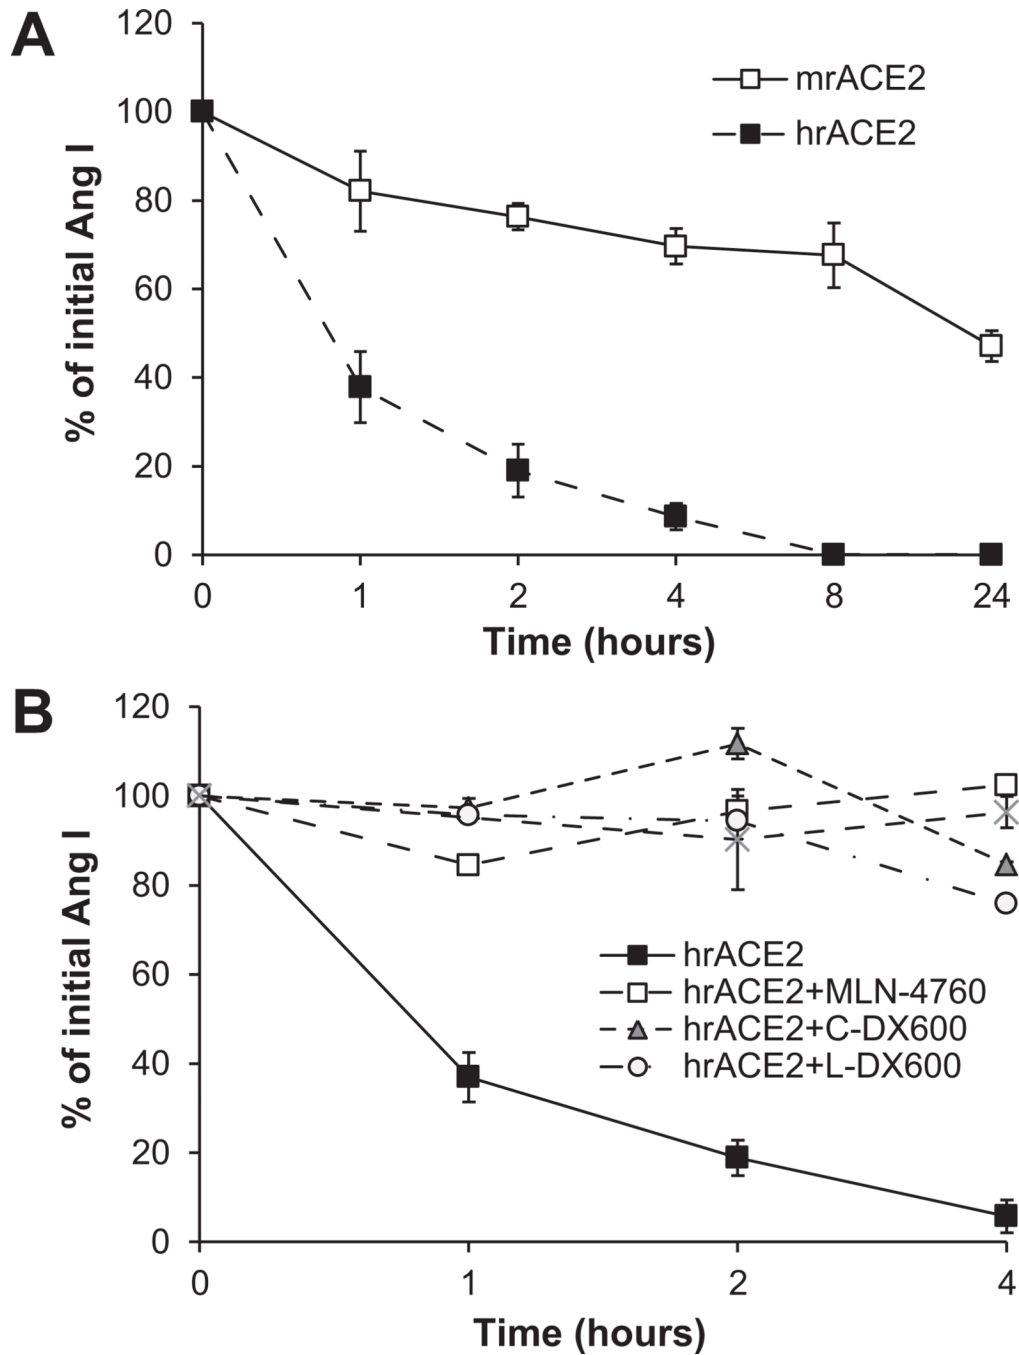 A
% of initial Ang I
120
100
80
60
40
20
0
mrACE2
hrACE2
0 1 2 4 8 24
Time (hours)
B
% of initial Ang I
120
100
80
60
40
20
0
hrACE2
hrACE2+MLN-4760
hrACE2+C-DX600
hrACE2+L-DX600
0 1 2 4
Time (hours)